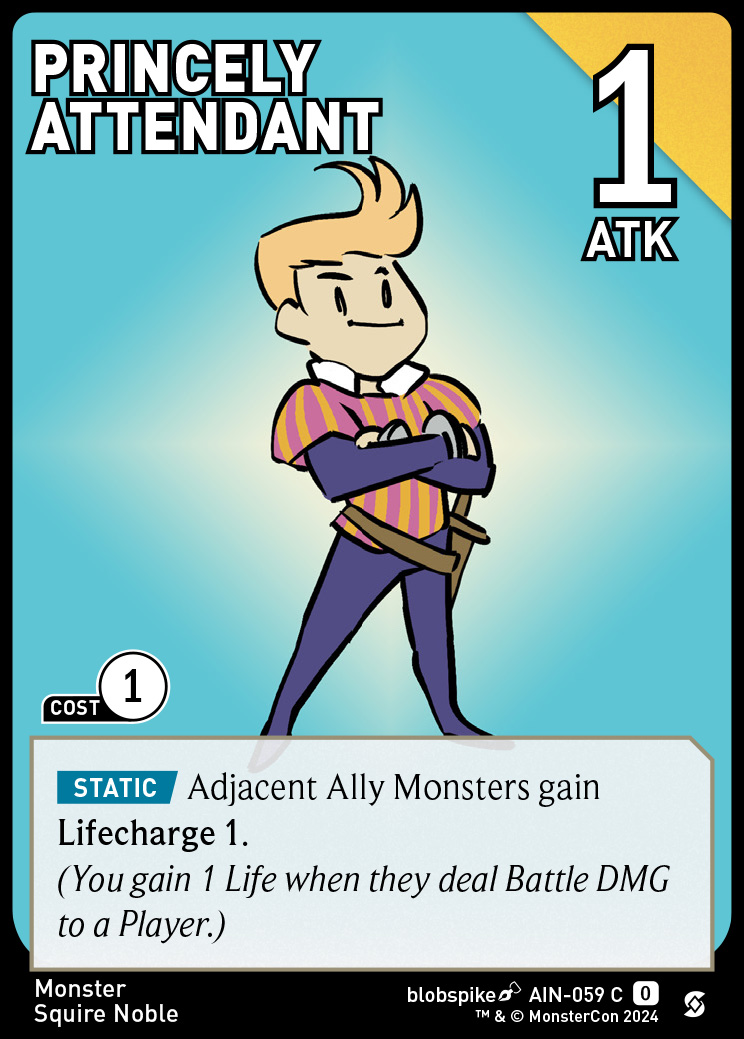 PRINCELY
ATTENDANT
1
ATK
COST 1
STATIC Adjacent Ally Monsters gain
Lifecharge 1.
(You gain 1 Life when they deal Battle DMG
to a Player.)
Monster
Squire Noble
blobspike AIN-059 C 0
™ & © MonsterCon 2024